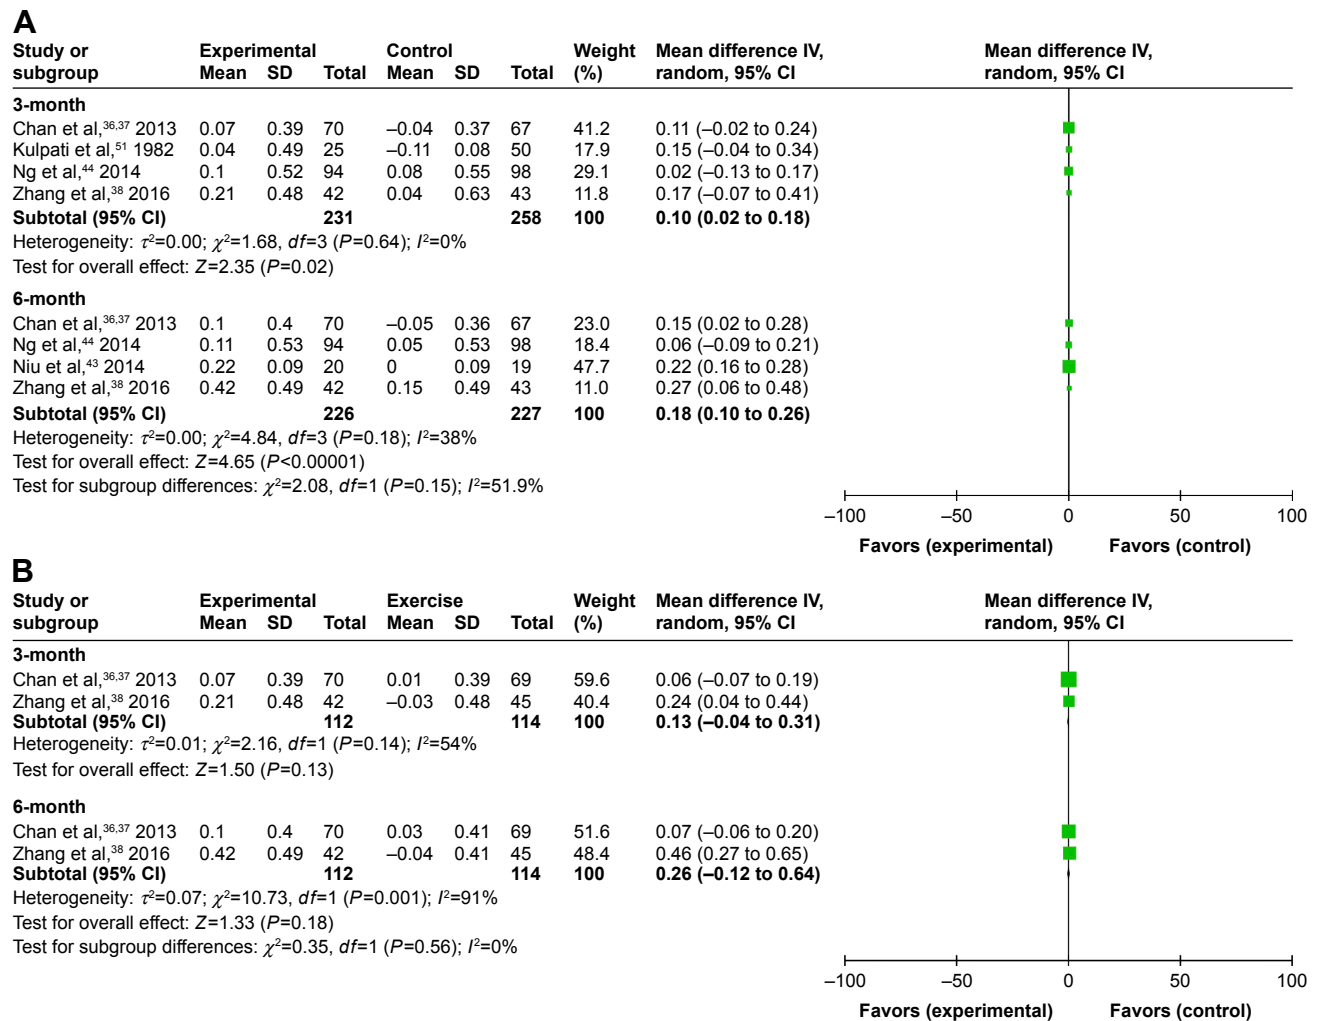 A
Study or subgroup Experimental Control Weight (%) Mean difference IV, random, 95% CI Mean difference IV, random, 95% CI
Mean SD Total Mean SD Total
3-month
Chan et al,36,37 2013 0.07 0.39 70 –0.04 0.37 67 41.2 0.11 (–0.02 to 0.24)
Kulpati et al,51 1982 0.04 0.49 25 –0.11 0.08 50 17.9 0.15 (–0.04 to 0.34)
Ng et al,44 2014 0.1 0.52 94 0.08 0.55 98 29.1 0.02 (–0.13 to 0.17)
Zhang et al,38 2016 0.21 0.48 42 0.04 0.63 43 11.8 0.17 (–0.07 to 0.41)
Subtotal (95% CI) 231 258 100 0.10 (0.02 to 0.18)
Heterogeneity: τ²=0.00; χ²=1.68, df=3 (P=0.64); I²=0%
Test for overall effect: Z=2.35 (P=0.02)
6-month
Chan et al,36,37 2013 0.1 0.4 70 –0.05 0.36 67 23.0 0.15 (0.02 to 0.28)
Ng et al,44 2014 0.11 0.53 94 0.05 0.53 98 18.4 0.06 (–0.09 to 0.21)
Niu et al,43 2014 0.22 0.09 20 0 0.09 19 47.7 0.22 (0.16 to 0.28)
Zhang et al,38 2016 0.42 0.49 42 0.15 0.49 43 11.0 0.27 (0.06 to 0.48)
Subtotal (95% CI) 226 227 100 0.18 (0.10 to 0.26)
Heterogeneity: τ²=0.00; χ²=4.84, df=3 (P=0.18); I²=38%
Test for overall effect: Z=4.65 (P<0.00001)
Test for subgroup differences: χ²=2.08, df=1 (P=0.15); I²=51.9%
–100 –50 0 50 100
Favors (experimental) Favors (control)
B
Study or subgroup Experimental Exercise Weight (%) Mean difference IV, random, 95% CI Mean difference IV, random, 95% CI
Mean SD Total Mean SD Total
3-month
Chan et al,36,37 2013 0.07 0.39 70 0.01 0.39 69 59.6 0.06 (–0.07 to 0.19)
Zhang et al,38 2016 0.21 0.48 42 –0.03 0.48 45 40.4 0.24 (0.04 to 0.44)
Subtotal (95% CI) 112 114 100 0.13 (–0.04 to 0.31)
Heterogeneity: τ²=0.01; χ²=2.16, df=1 (P=0.14); I²=54%
Test for overall effect: Z=1.50 (P=0.13)
6-month
Chan et al,36,37 2013 0.1 0.4 70 0.03 0.41 69 51.6 0.07 (–0.06 to 0.20)
Zhang et al,38 2016 0.42 0.49 42 –0.04 0.41 45 48.4 0.46 (0.27 to 0.65)
Subtotal (95% CI) 112 114 100 0.26 (–0.12 to 0.64)
Heterogeneity: τ²=0.07; χ²=10.73, df=1 (P=0.001); I²=91%
Test for overall effect: Z=1.33 (P=0.18)
Test for subgroup differences: χ²=0.35, df=1 (P=0.56); I²=0%
–100 –50 0 50 100
Favors (experimental) Favors (control)